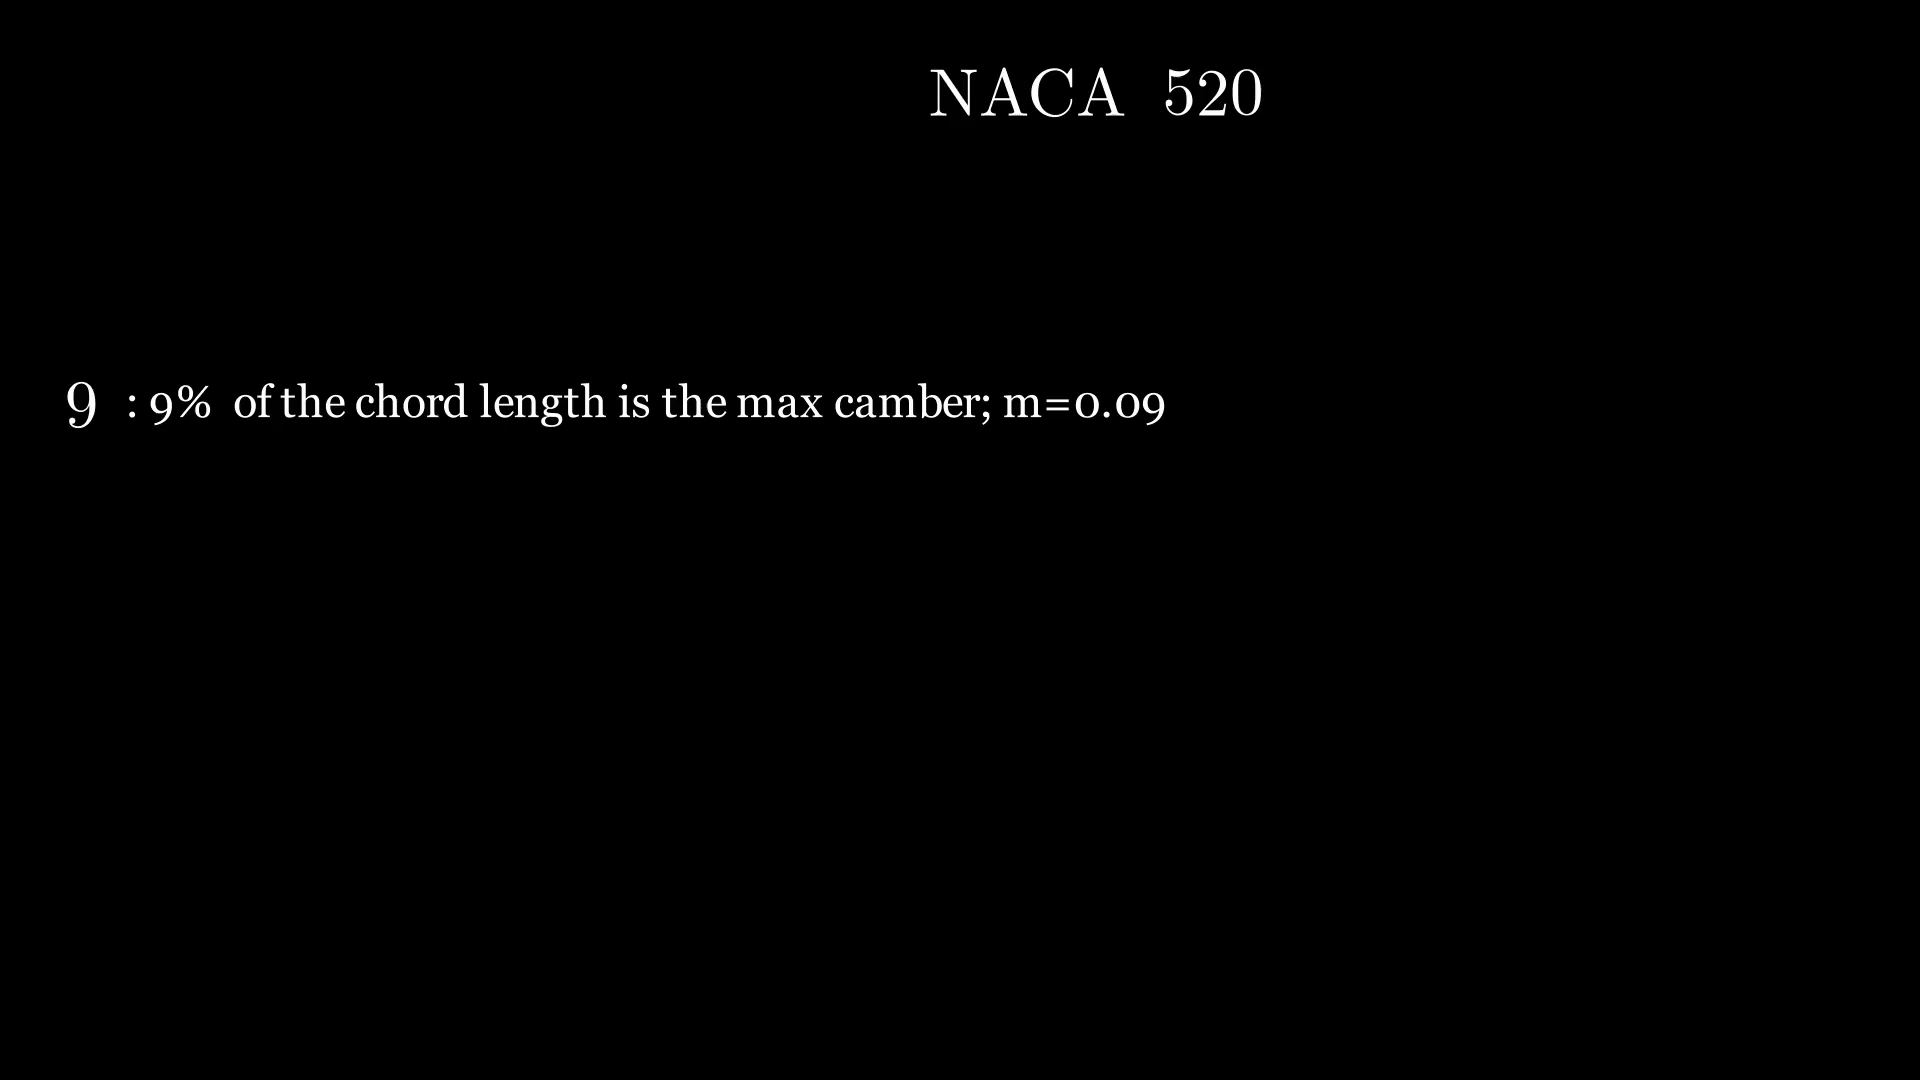 NACA 520
9 : 9% of the chord length is the max camber; m=0.09